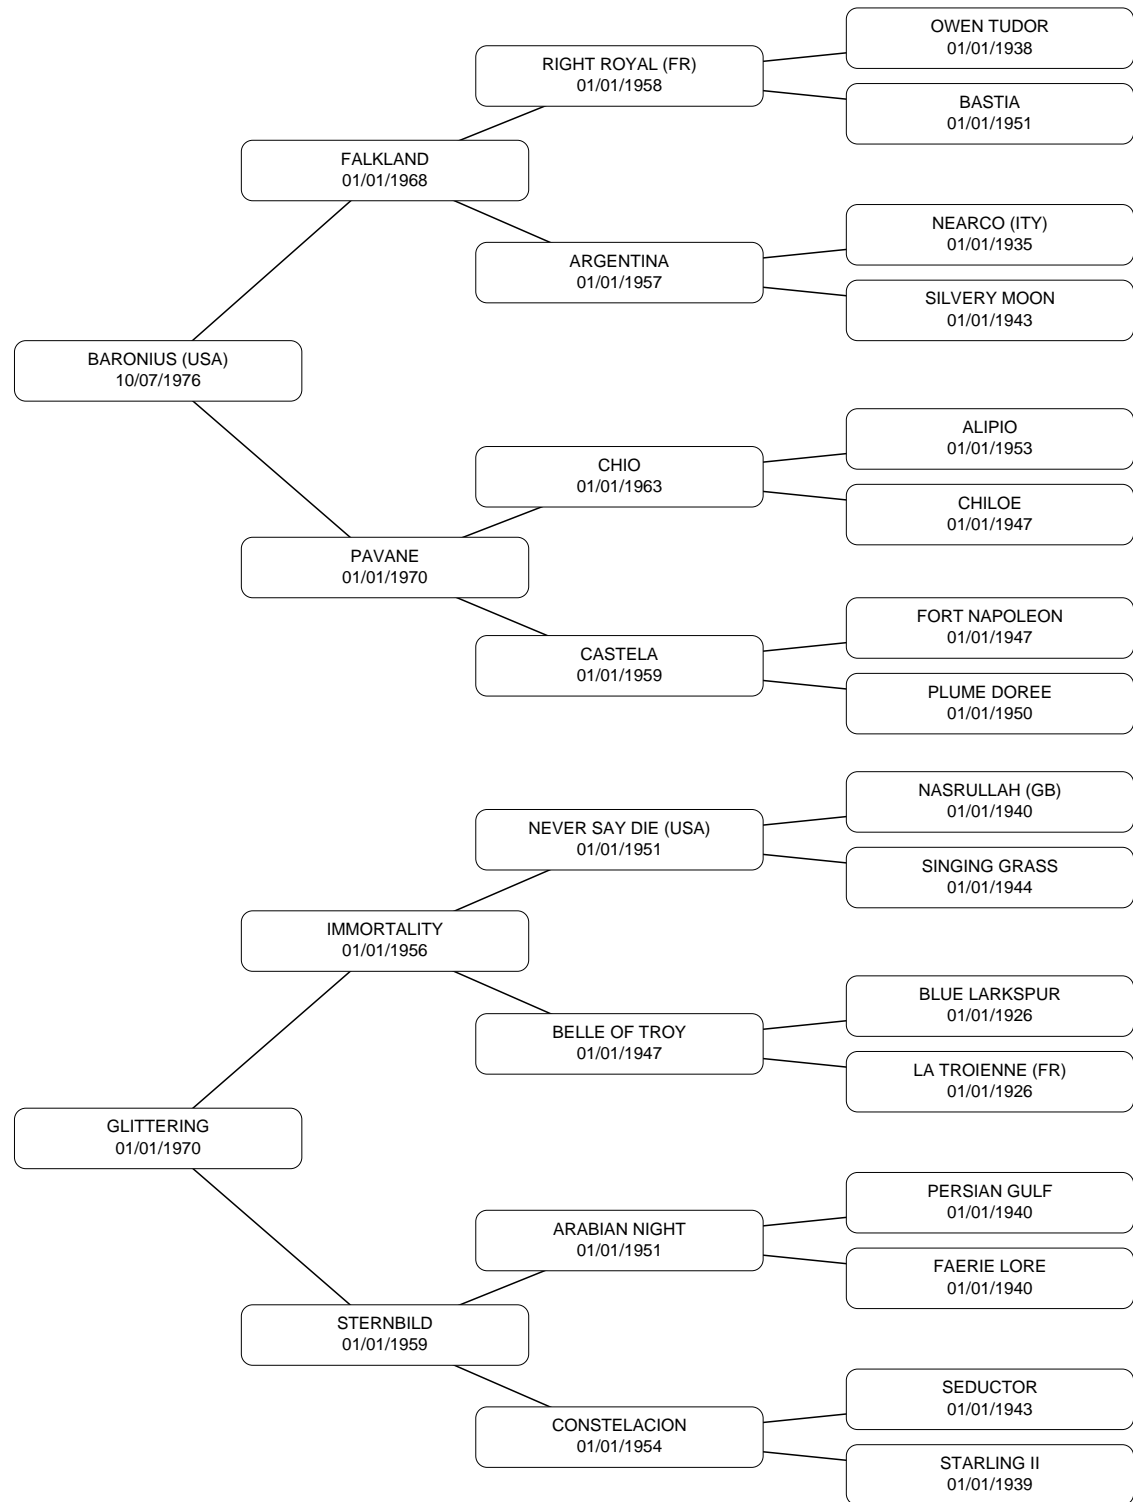 OWEN TUDOR
01/01/1938
RIGHT ROYAL (FR)
01/01/1958
BASTIA
01/01/1951
FALKLAND
01/01/1968
NEARCO (ITY)
01/01/1935
ARGENTINA
01/01/1957
SILVERY MOON
01/01/1943
BARONIUS (USA)
10/07/1976
ALIPIO
01/01/1953
CHIO
01/01/1963
CHILOE
01/01/1947
PAVANE
01/01/1970
FORT NAPOLEON
01/01/1947
CASTELA
01/01/1959
PLUME DOREE
01/01/1950
NASRULLAH (GB)
01/01/1940
NEVER SAY DIE (USA)
01/01/1951
SINGING GRASS
01/01/1944
IMMORTALITY
01/01/1956
BLUE LARKSPUR
01/01/1926
BELLE OF TROY
01/01/1947
LA TROIENNE (FR)
01/01/1926
GLITTERING
01/01/1970
PERSIAN GULF
01/01/1940
ARABIAN NIGHT
01/01/1951
FAERIE LORE
01/01/1940
STERNBILD
01/01/1959
SEDUCTOR
01/01/1943
CONSTELACION
01/01/1954
STARLING II
01/01/1939